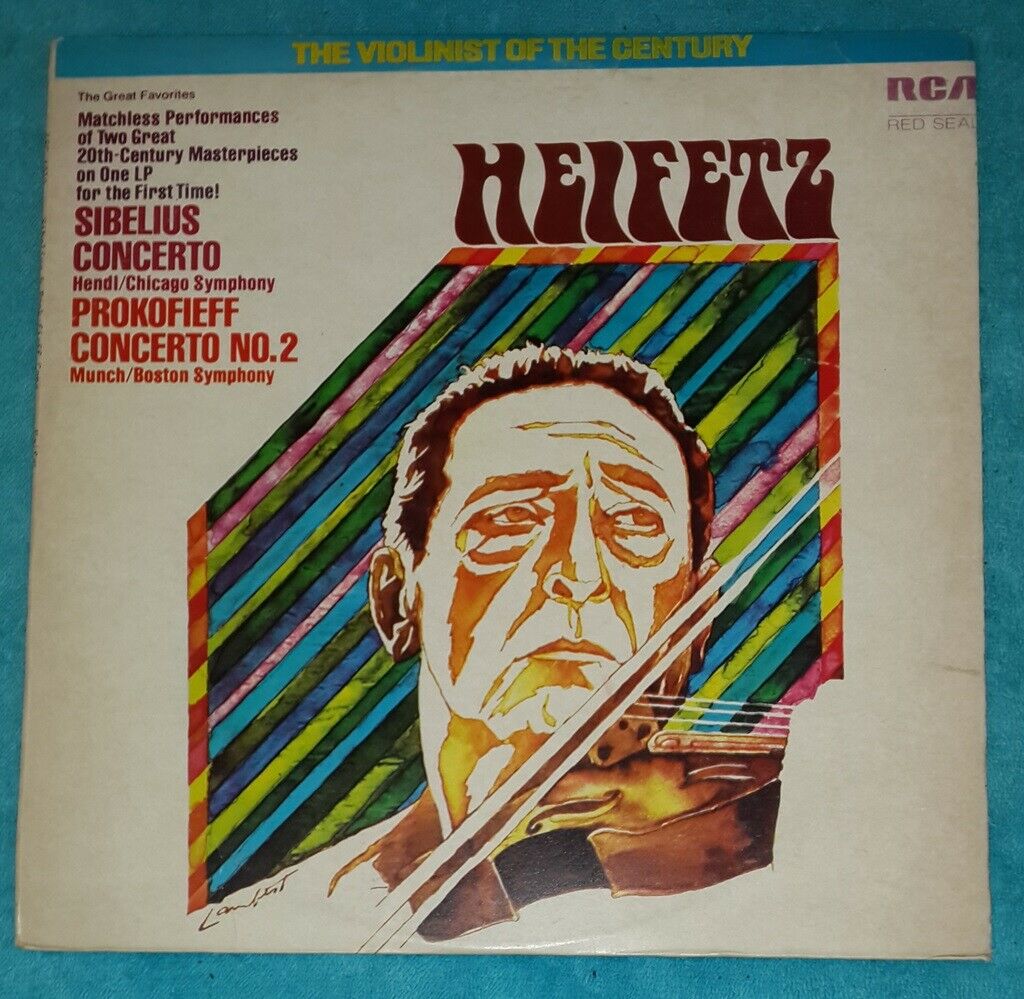 THE VIOLINIST OF THE CENTURY
The Great Favorites
Matchless Performances
of Two Great
20th-Century Masterpieces
on One LP
for the First Time!
SIBELIUS
CONCERTO
Hendl/Chicago Symphony
PROKOFIEFF
CONCERTO NO.2
Munch/Boston Symphony
RCA
RED SEAL
HEIFETZ
Lambert